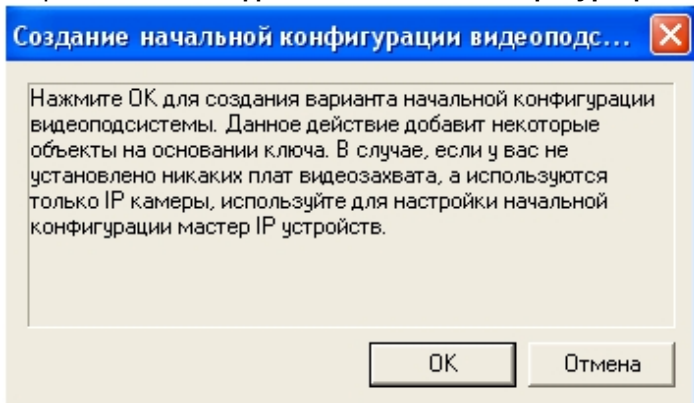 Создание начальной конфигурации видеоподс...
Нажмите ОК для создания варианта начальной конфигурации
видеоподсистемы. Данное действие добавит некоторые
объекты на основании ключа. В случае, если у вас не
установлено никаких плат видеозахвата, а используются
только IP камеры, используйте для настройки начальной
конфигурации мастер IP устройств.
ОК
Отмена